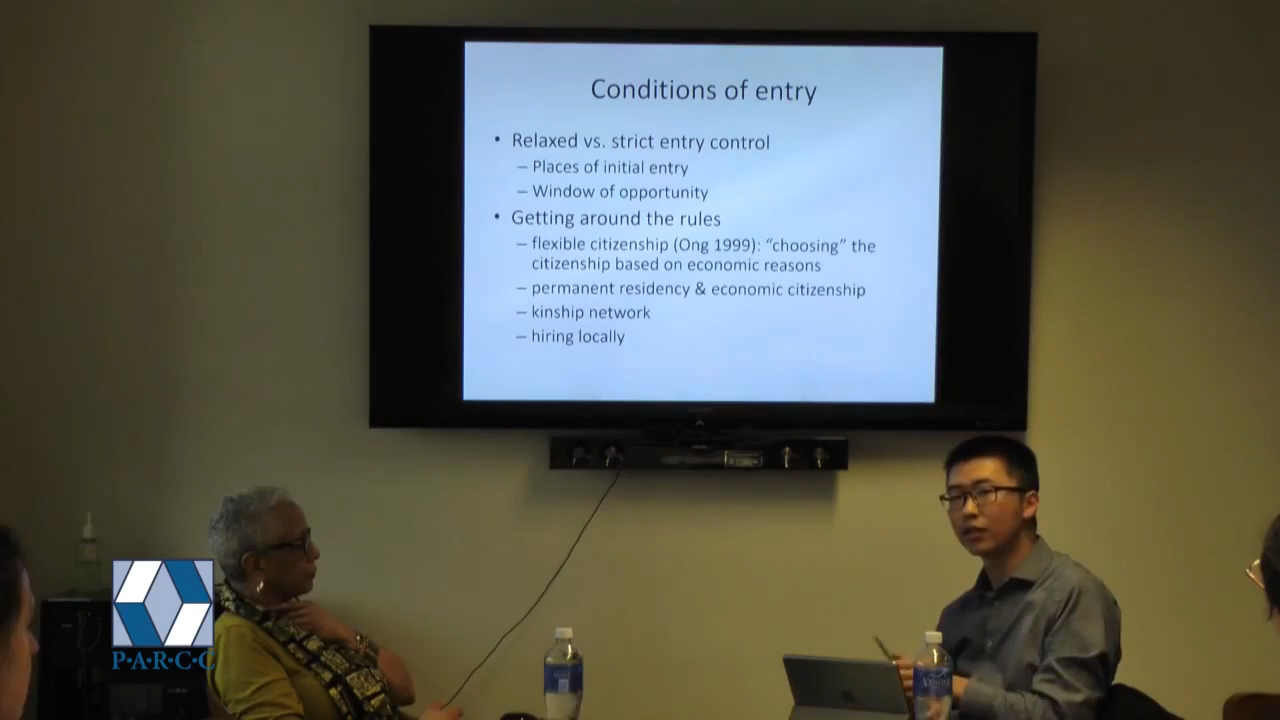 Conditions of entry
• Relaxed vs. strict entry control
– Places of initial entry
– Window of opportunity
• Getting around the rules
– flexible citizenship (Ong 1999): “choosing” the
citizenship based on economic reasons
– permanent residency & economic citizenship
– kinship network
– hiring locally
P·A·R·C·C